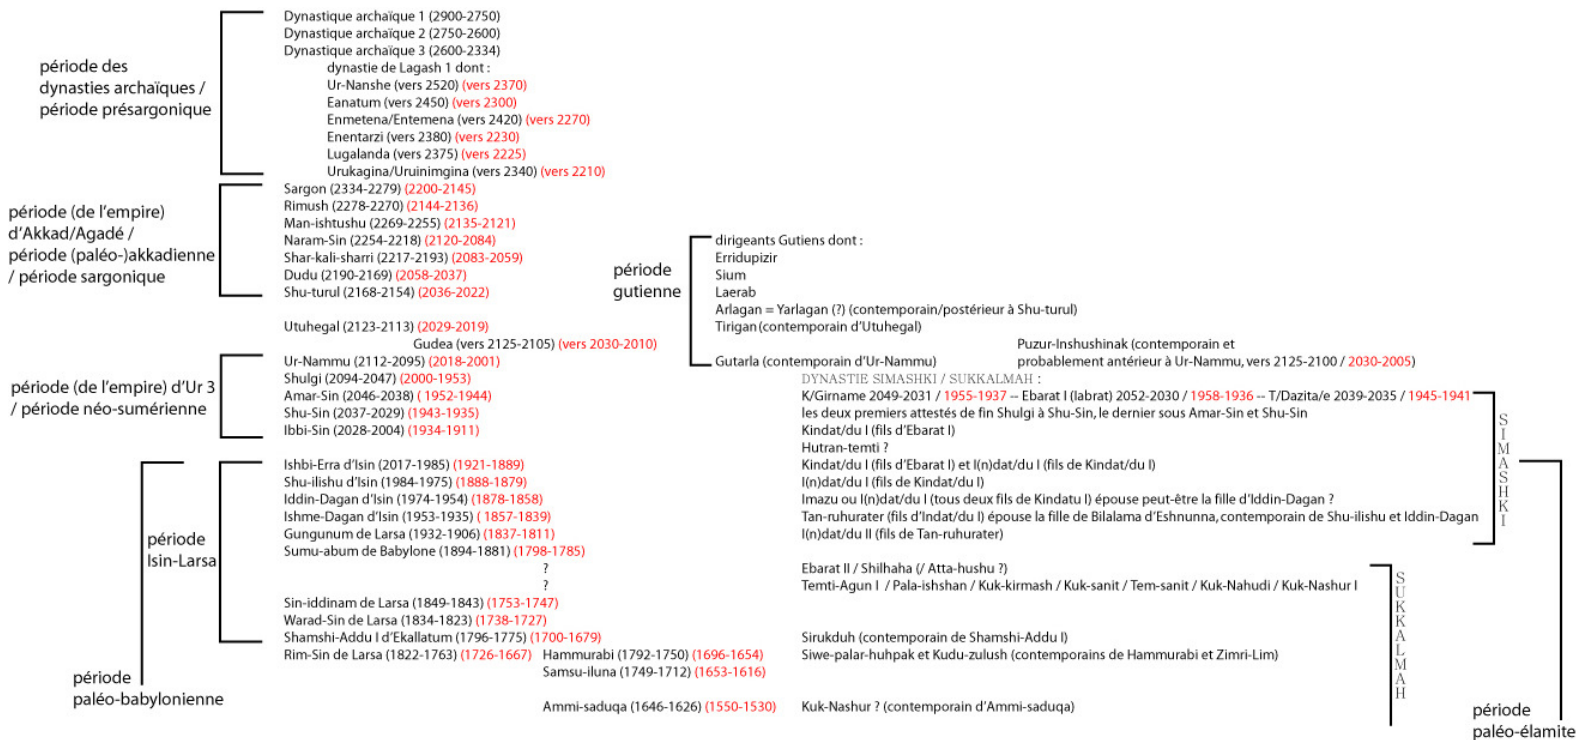 Dynastique archaïque 1 (2900-2750)
Dynastique archaïque 2 (2750-2600)
Dynastique archaïque 3 (2600-2334)
dynastie de Lagash 1 dont :
Ur-Nanshe (vers 2520) (vers 2370)
Eanatum (vers 2450) (vers 2300)
Enmetena/Entemena (vers 2420) (vers 2270)
Enentarzi (vers 2380) (vers 2230)
Lugalanda (vers 2375) (vers 2225)
Urukagina/Uruinimgina (vers 2340) (vers 2210)
période des
dynasties archaïques /
période présargonique
Sargon (2334-2279) (2200-2145)
Rimush (2278-2270) (2144-2136)
Man-ishtushu (2269-2255) (2135-2121)
Naram-Sin (2254-2218) (2120-2084)
Shar-kali-sharri (2217-2193) (2083-2059)
Dudu (2190-2169) (2058-2037)
Shu-turul (2168-2154) (2036-2022)
période (de l'empire)
d'Akkad/Agadé /
période (paléo-)akkadienne
/ période sargonique
période
gutienne
dirigeants Gutiens dont :
Erridupizir
Sium
Laerab
Arlagan = Yarlagan (?) (contemporain/postérieur à Shu-turul)
Tirigan (contemporain d'Utuhegal)
Gutarla (contemporain d'Ur-Nammu)
Utuhegal (2123-2113) (2029-2019)
Gudea (vers 2125-2105) (vers 2030-2010)
Puzur-Inshushinak (contemporain et
probablement antérieur à Ur-Nammu, vers 2125-2100 / 2030-2005)
Ur-Nammu (2112-2095) (2018-2001)
Shulgi (2094-2047) (2000-1953)
Amar-Sin (2046-2038) ( 1952-1944)
Shu-Sin (2037-2029) (1943-1935)
Ibbi-Sin (2028-2004) (1934-1911)
période (de l'empire) d'Ur 3
/ période néo-sumérienne
DYNASTIE SIMASHKI / SUKKALMAH :
K/Girname 2049-2031 / 1955-1937 -- Ebarat I (Iabrat) 2052-2030 / 1958-1936 -- T/Dazita/e 2039-2035 / 1945-1941
les deux premiers attestés de fin Shulgi à Shu-Sin, le dernier sous Amar-Sin et Shu-Sin
Kindat/du I (fils d'Ebarat I)
Hutran-temti ?
Kindat/du I (fils d'Ebarat I) et I(n)dat/du I (fils de Kindat/du I)
I(n)dat/du I (fils de Kindat/du I)
Imazu ou I(n)dat/du I (tous deux fils de Kindatu I) épouse peut-être la fille d'Iddin-Dagan ?
Tan-ruhurater (fils d'Indat/du I) épouse la fille de Bilalama d'Eshnunna, contemporain de Shu-ilishu et Iddin-Dagan
I(n)dat/du II (fils de Tan-ruhurater)
SIMASHKI
Ishbi-Erra d'Isin (2017-1985) (1921-1889)
Shu-ilishu d'Isin (1984-1975) (1888-1879)
Iddin-Dagan d'Isin (1974-1954) (1878-1858)
Ishme-Dagan d'Isin (1953-1935) ( 1857-1839)
Gungunum de Larsa (1932-1906) (1837-1811)
Sumu-abum de Babylone (1894-1881) (1798-1785)
?
?
Sin-iddinam de Larsa (1849-1843) (1753-1747)
Warad-Sin de Larsa (1834-1823) (1738-1727)
Shamshi-Addu I d'Ekallatum (1796-1775) (1700-1679)
Rim-Sin de Larsa (1822-1763) (1726-1667)
Hammurabi (1792-1750) (1696-1654)
Samsu-iluna (1749-1712) (1653-1616)
Ammi-saduqa (1646-1626) (1550-1530)
période
Isin-Larsa
période
paléo-babylonienne
Ebarat II / Shilhaha (/ Atta-hushu ?)
Temti-Agun I / Pala-ishshan / Kuk-kirmash / Kuk-sanit / Tem-sanit / Kuk-Nahudi / Kuk-Nashur I
Sirukduh (contemporain de Shamshi-Addu I)
Siwe-palar-huhpak et Kudu-zulush (contemporains de Hammurabi et Zimri-Lim)
Kuk-Nashur ? (contemporain d'Ammi-saduqa)
SUKKALMAH
période
paléo-élamite